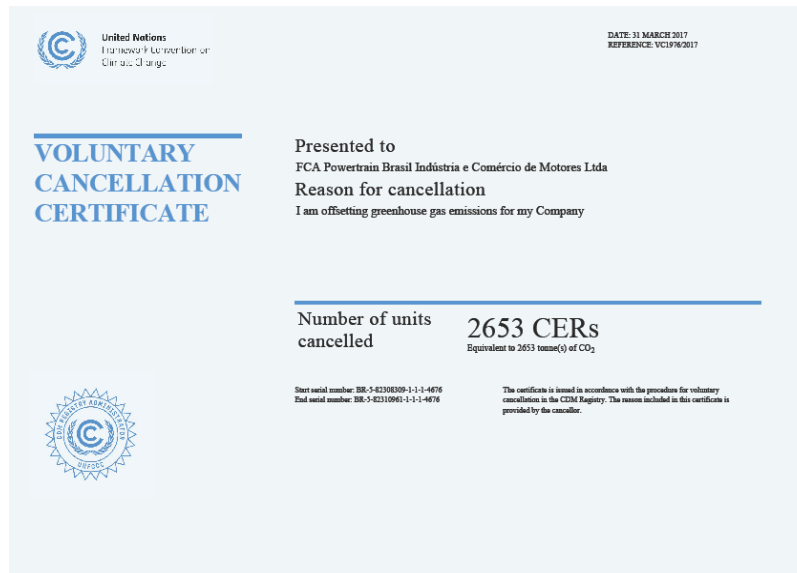 United Nations
Framework Convention on
Climate Change
DATE: 31 MARCH 2017
REFERENCE: VC1976/2017
VOLUNTARY
CANCELLATION
CERTIFICATE
Presented to
FCA Powertrain Brasil Indústria e Comércio de Motores Ltda
Reason for cancellation
I am offsetting greenhouse gas emissions for my Company
Number of units
cancelled
2653 CERs
Equivalent to 2653 tonne(s) of CO₂
Start serial number: BR-5-82308309-1-1-1-4676
End serial number: BR-5-82310961-1-1-1-4676
The certificate is issued in accordance with the procedure for voluntary
cancellation in the CDM Registry. The reason included in this certificate is
provided by the cancellor.
CDM REGISTRY ADMINISTRATOR
UNFCCC